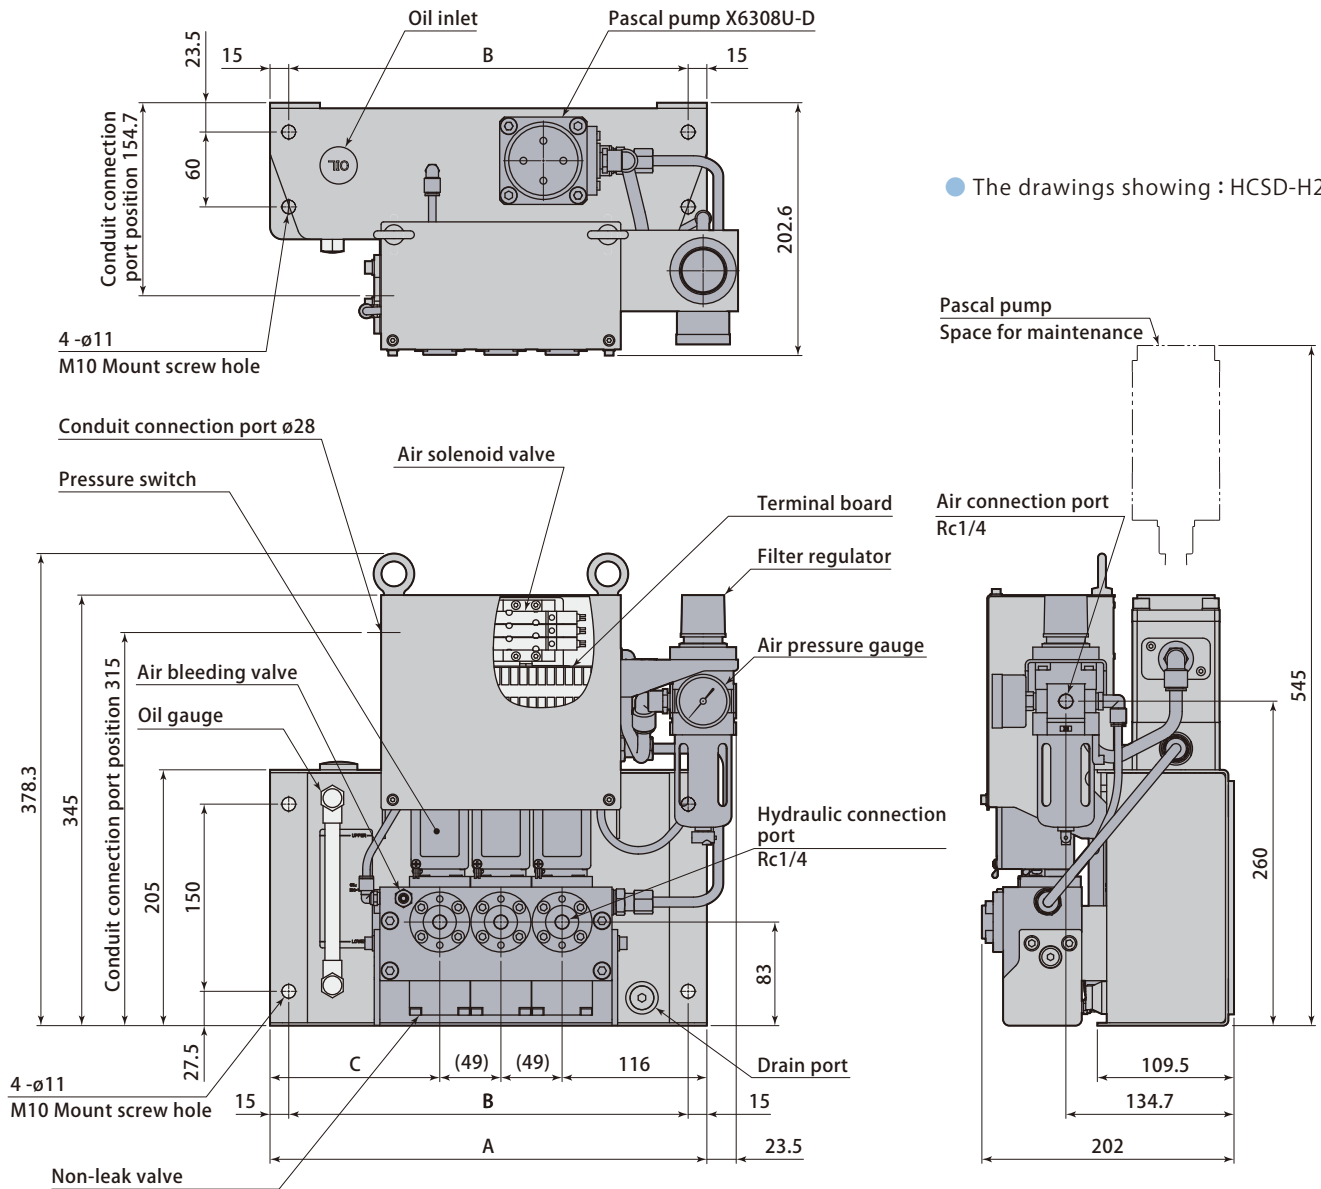 Oil inlet
Pascal pump X6308U-D
23.5
15
B
15
Conduit connection
port position 154.7
60
OIL
202.6
The drawings showing : HCSD-H2
4 -ø11
M10 Mount screw hole
Pascal pump
Space for maintenance
Conduit connection port ø28
Air solenoid valve
Pressure switch
Terminal board
Air connection port
Rc1/4
Filter regulator
Air bleeding valve
Air pressure gauge
Oil gauge
378.3
345
Conduit connection port position 315
205
150
27.5
Hydraulic connection
port
Rc1/4
83
545
260
UPPER
LOWER
C
(49)
(49)
116
Drain port
4 -ø11
M10 Mount screw hole
15
B
15
A
23.5
Non-leak valve
109.5
134.7
202